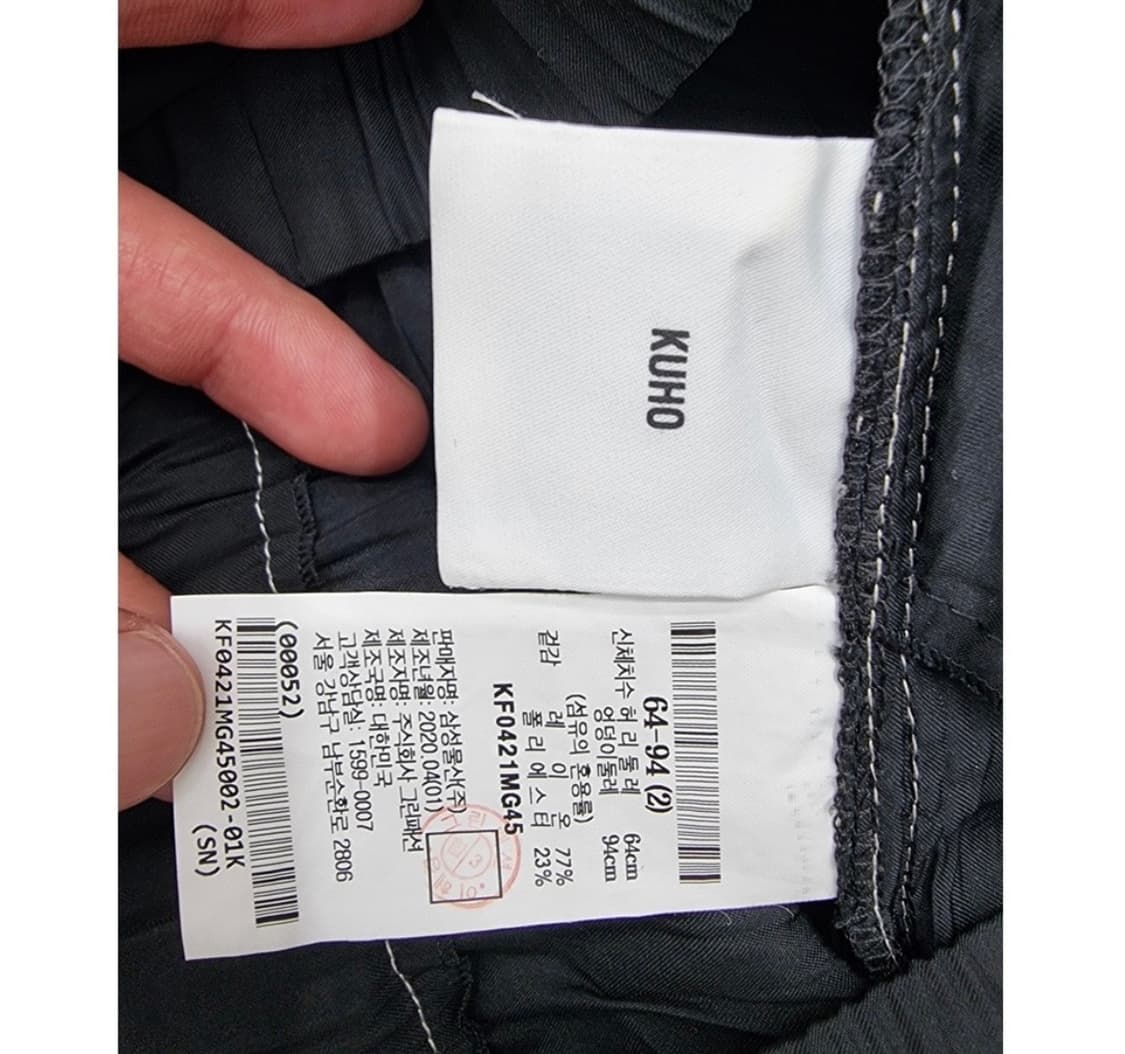 KUHO
64-94 (2)
신체치수 허리둘레 64cm
엉덩이둘레 94cm
(섬유의 혼용률)
겉감 레이온 77%
폴리에스터 23%
KF0421MG45
판매자명: 삼성물산(주)
제조년월: 2020.04(01)
제조자명: 주식회사 그린패션
제조국명: 대한민국
고객상담실: 1599-0007
서울 강남구 남부순환로 2806
(00052)
KF0421MG45002-01K
(SN)